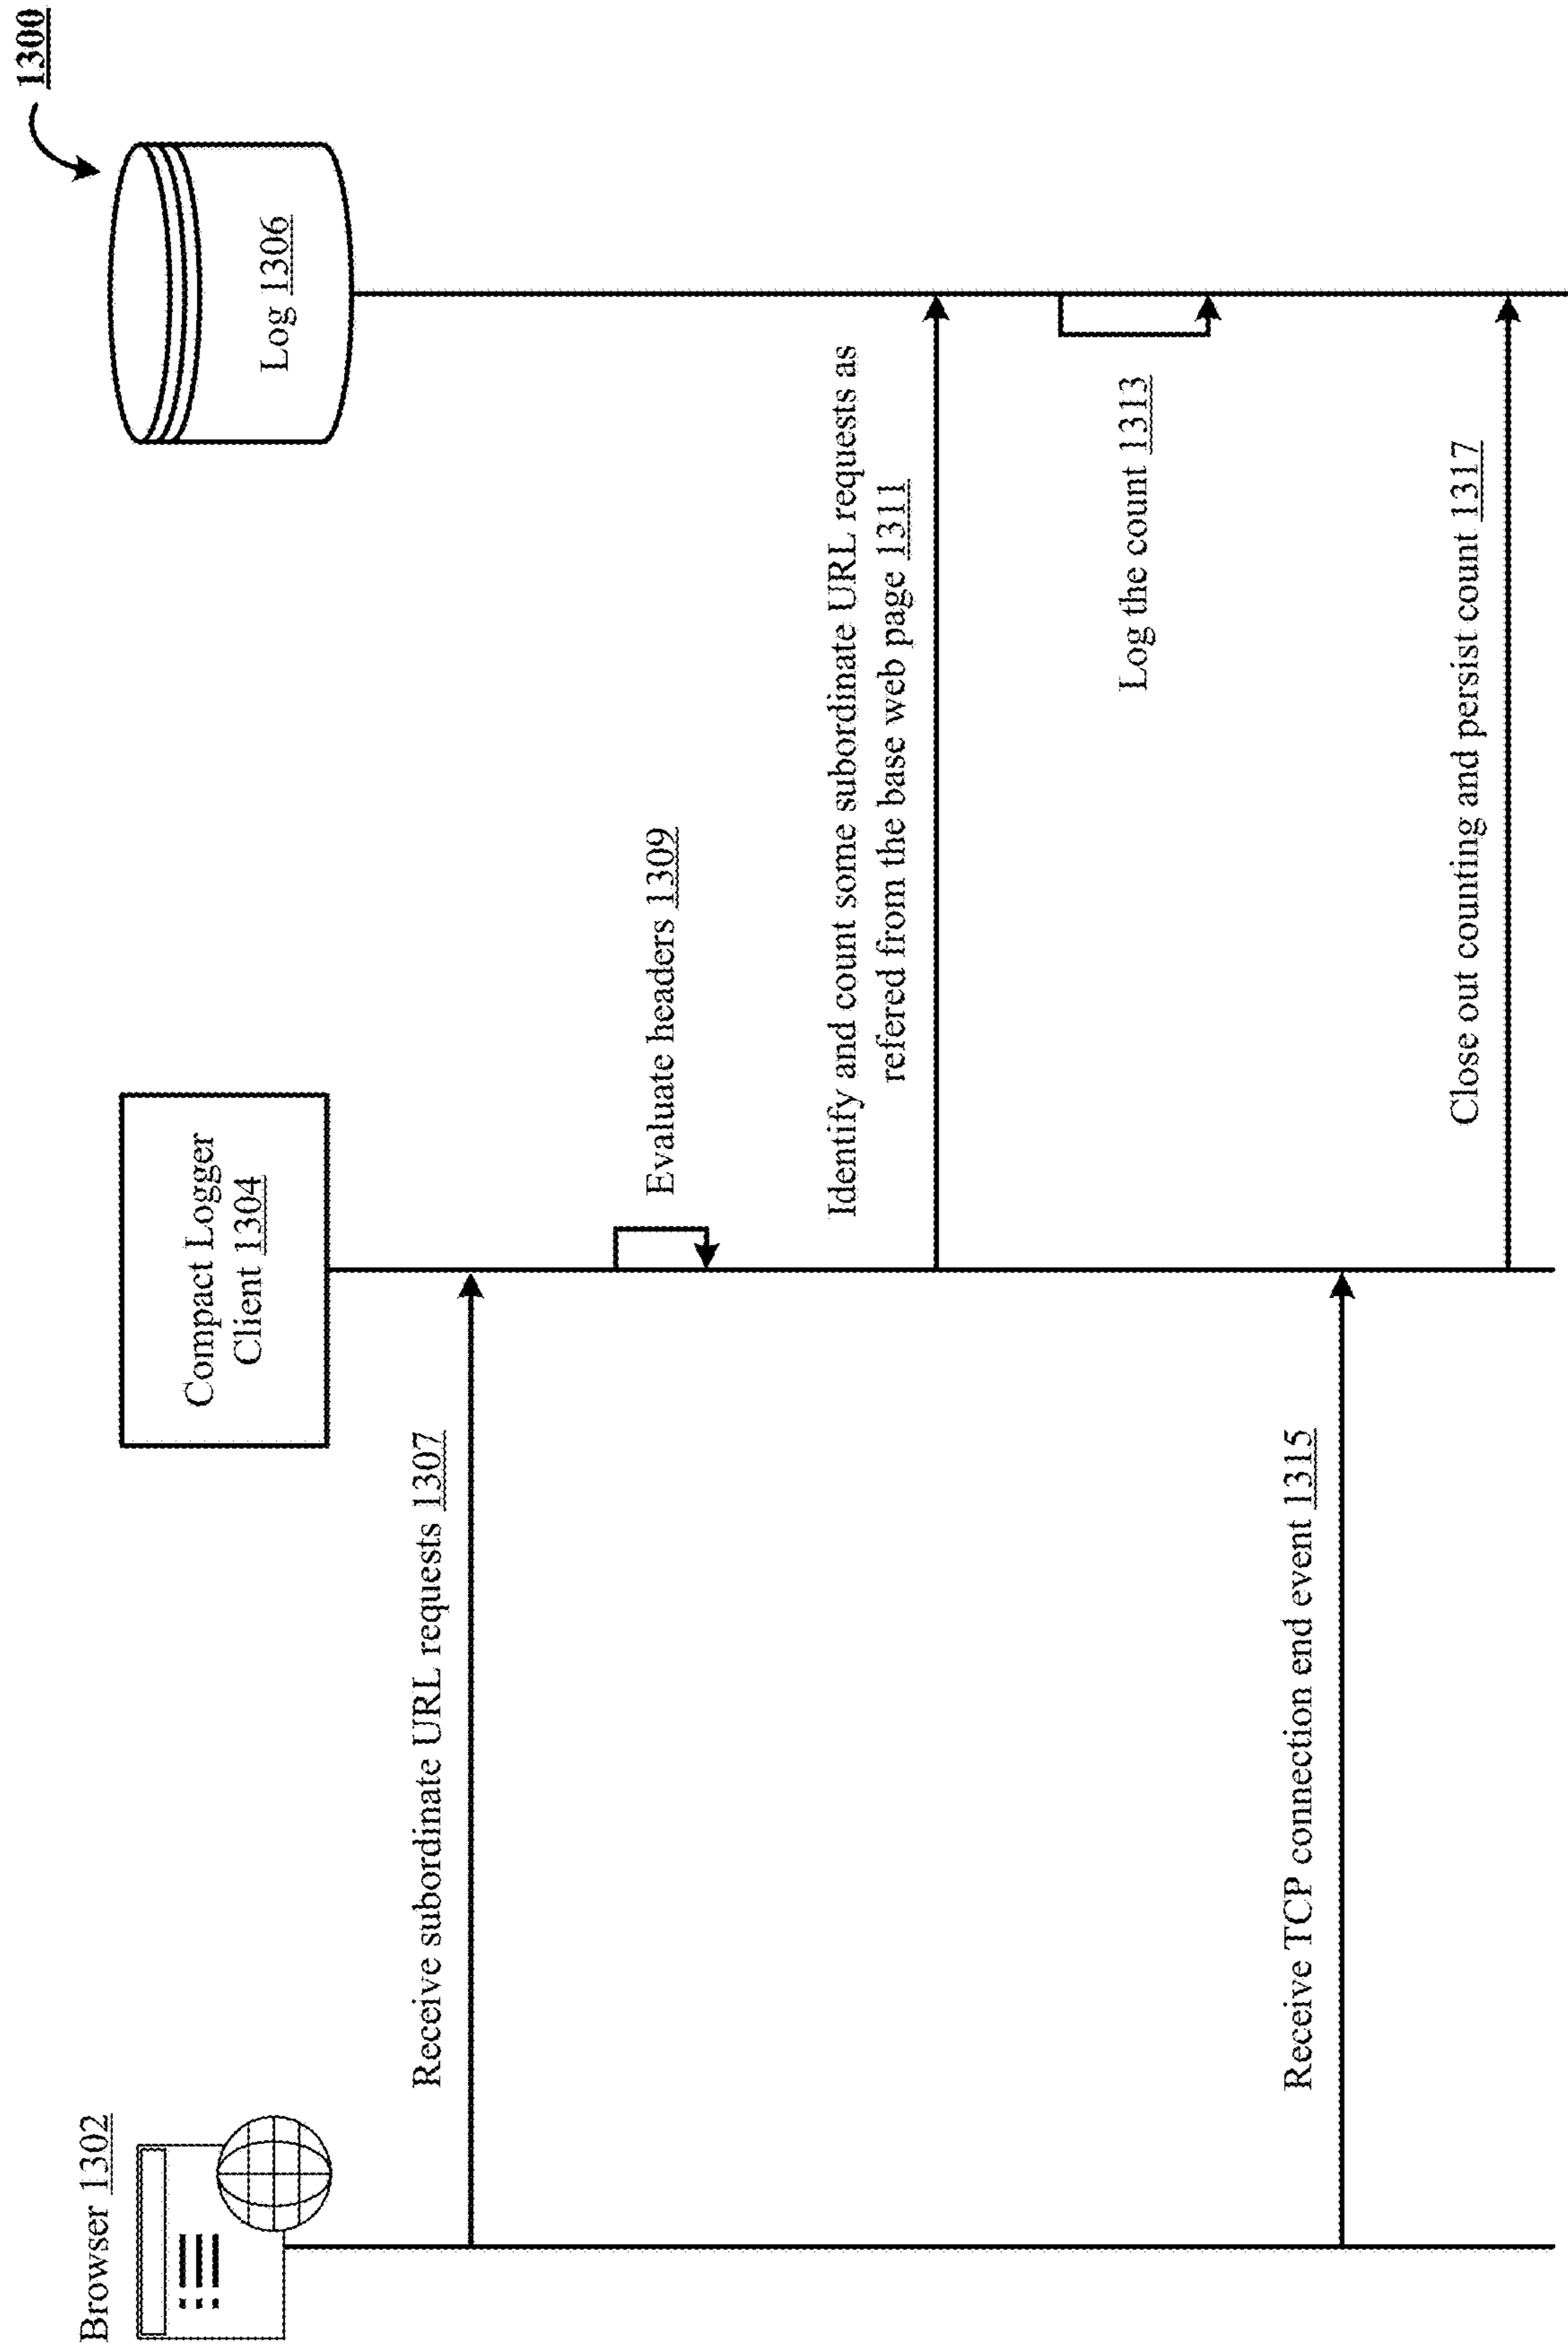 1300
Browser 1302
Compact Logger
Client 1304
Log 1306
Receive subordinate URL requests 1307
Evaluate headers 1309
Identify and count some subordinate URL requests as
refered from the base web page 1311
Log the count 1313
Receive TCP connection end event 1315
Close out counting and persist count 1317